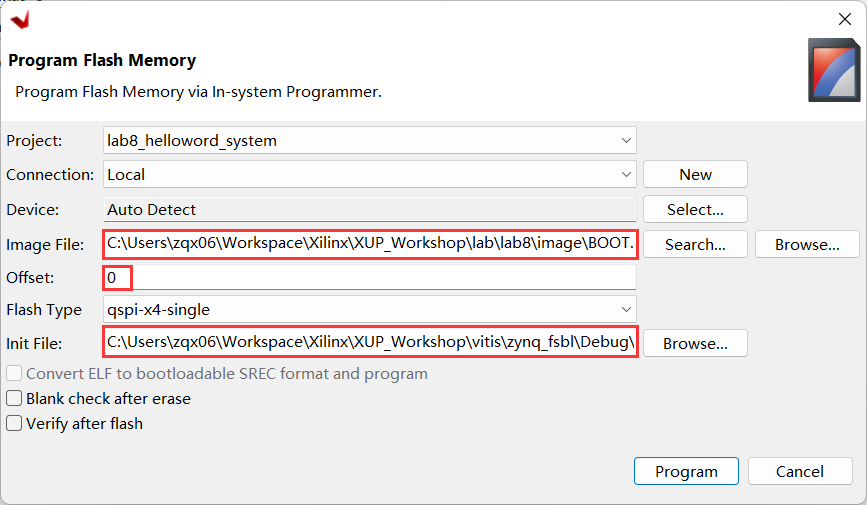 Program Flash Memory
Program Flash Memory via In-system Programmer.
Project: lab8_helloword_system
Connection: Local New
Device: Auto Detect Select...
Image File: C:\Users\zqx06\Workspace\Xilinx\XUP_Workshop\lab\lab8\image\BOOT. Search... Browse...
Offset: 0
Flash Type qspi-x4-single
Init File: C:\Users\zqx06\Workspace\Xilinx\XUP_Workshop\vitis\zynq_fsbl\Debug\ Browse...
Convert ELF to bootloadable SREC format and program
Blank check after erase
Verify after flash
Program Cancel